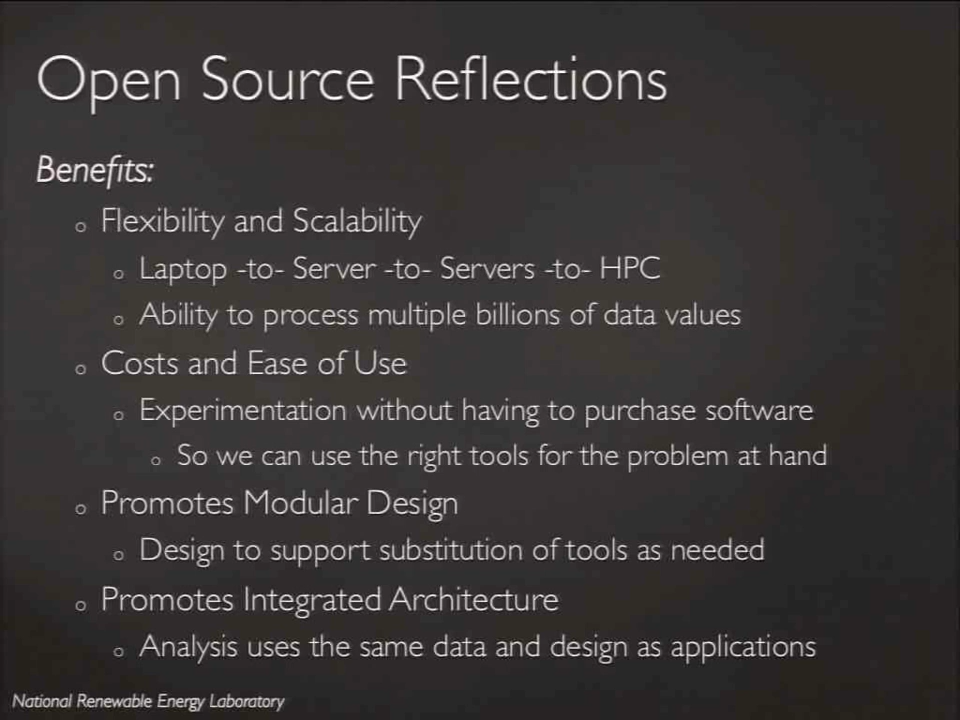 Open Source Reflections
Benefits:
Flexibility and Scalability
Laptop -to- Server -to- Servers -to- HPC
Ability to process multiple billions of data values
Costs and Ease of Use
Experimentation without having to purchase software
So we can use the right tools for the problem at hand
Promotes Modular Design
Design to support substitution of tools as needed
Promotes Integrated Architecture
Analysis uses the same data and design as applications
National Renewable Energy Laboratory